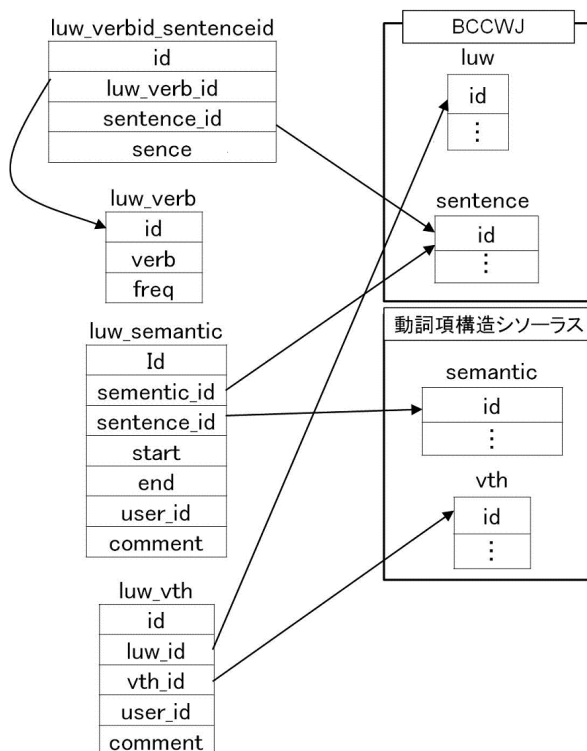 luw_verbid_sentenceid
id
luw_verb_id
sentence_id
sence
luw_verb
id
verb
freq
luw_semantic
Id
sementic_id
sentence_id
start
end
user_id
comment
luw_vth
id
luw_id
vth_id
user_id
comment
BCCWJ
luw
id
⋮
sentence
id
⋮
動詞項構造シソーラス
semantic
id
⋮
vth
id
⋮